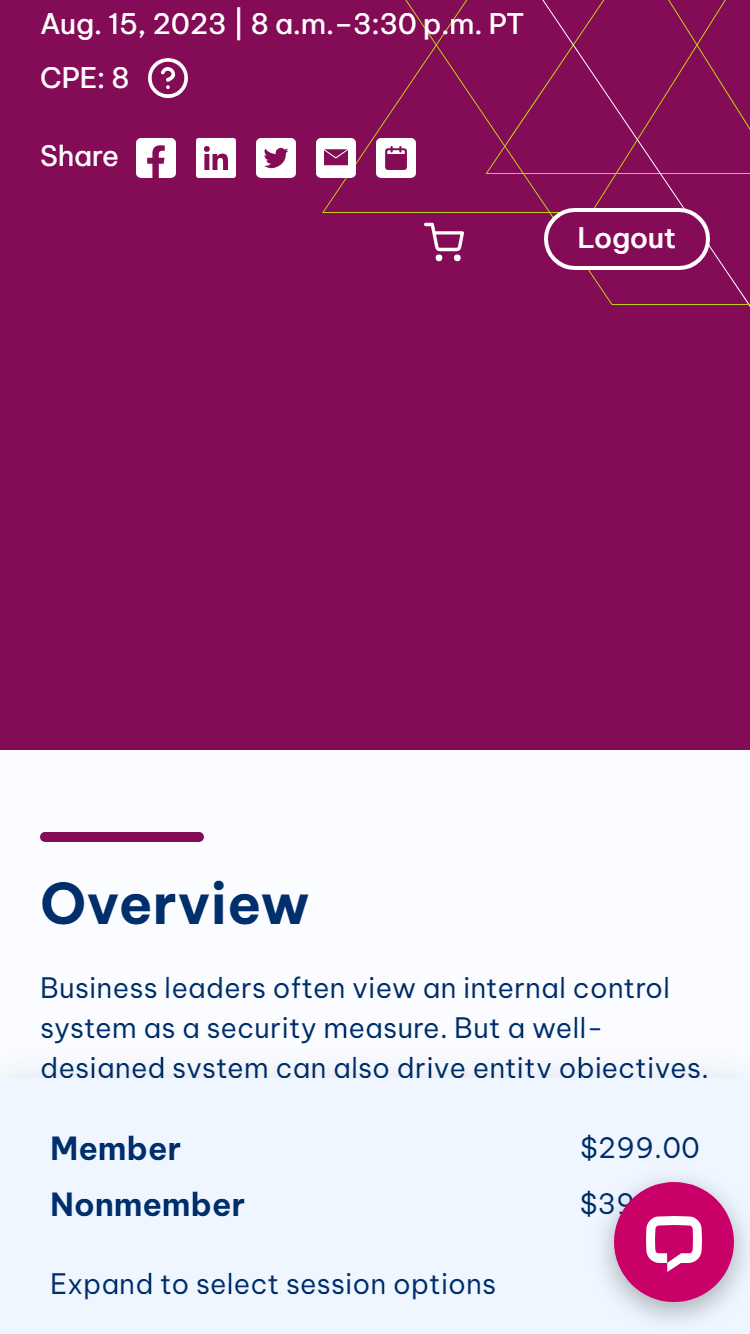 Aug. 15, 2023 | 8 a.m.–3:30 p.m. PT
CPE: 8
Share
Logout
Overview
Business leaders often view an internal control
system as a security measure. But a well-
designed system can also drive entity objectives.
Member $299.00
Nonmember
Expand to select session options